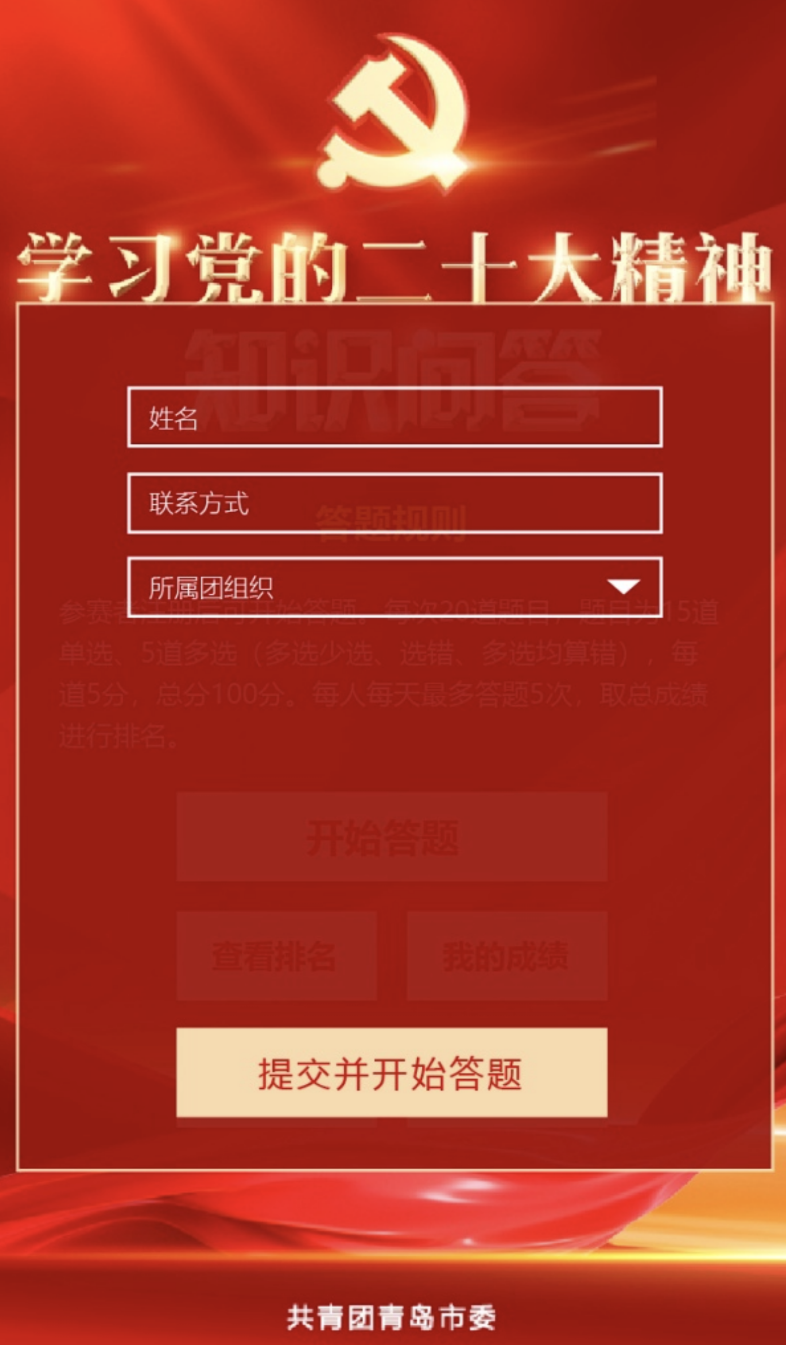 学习党的二十大精神
知识问答
姓名
联系方式
答题规则
所属团组织
参赛者注册后可开始答题。每次20道题目，题目为15道
单选、5道多选（多选少选、选错、多选均算错），每
道5分，总分100分。每人每天最多答题5次，取总成绩
进行排名。
开始答题
查看排名 我的成绩
提交并开始答题
共青团青岛市委